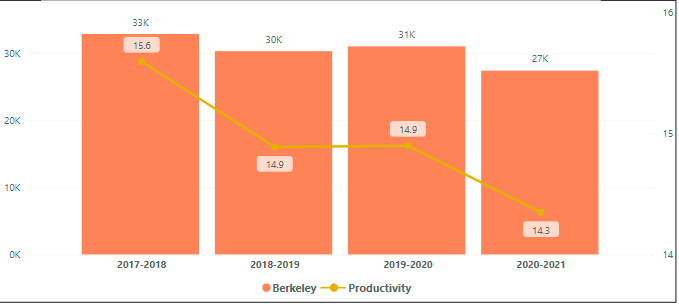 16
33K
15.6
30K
30K
31K
27K
20K
14.9
14.9
15
10K
14.3
0K
14
2017-2018
2018-2019
2019-2020
2020-2021
Berkeley
Productivity